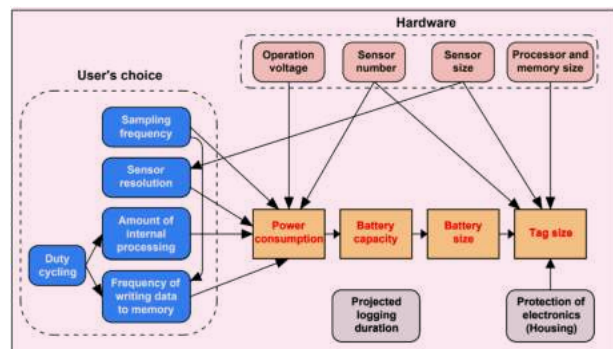 Hardware
Operation
voltage
Sensor
number
Sensor
size
Processor and
memory size
User's choice
Sampling
frequency
Sensor
resolution
Amount of
internal
processing
Duty
cycling
Frequency of
writing data
to memory
Power
consumption
Battery
capacity
Battery
size
Tag size
Projected
logging
duration
Protection of
electronics
(Housing)